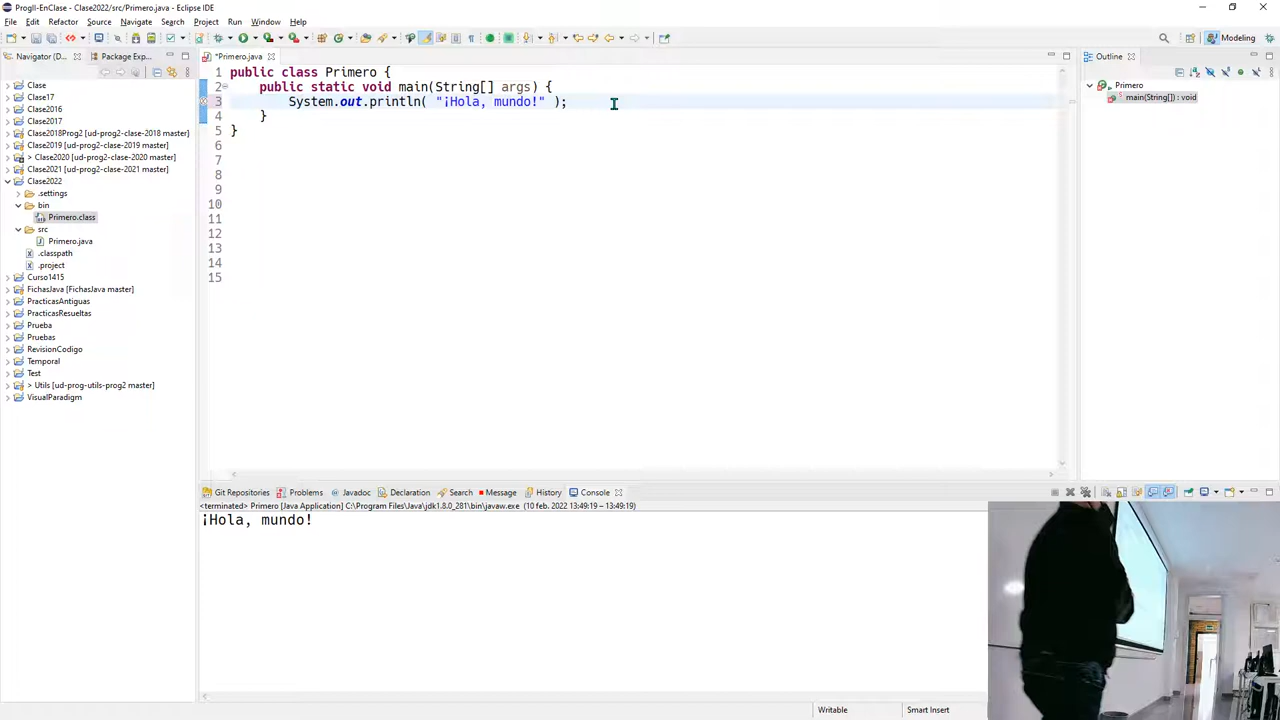 ProgII-EnClase - Clase2022/src/Primero.java - Eclipse IDE
File Edit Refactor Source Navigate Search Project Run Window Help
Modeling
Navigator (D... Package Exp...
Clase
Clase17
Clase2016
Clase2017
Clase2018Prog2 [ud-prog2-clase-2018 master]
Clase2019 [ud-prog2-clase-2019 master]
> Clase2020 [ud-prog2-clase-2020 master]
Clase2021 [ud-prog2-clase-2021 master]
Clase2022
.settings
bin
Primero.class
src
Primero.java
.classpath
.project
Curso1415
FichasJava [FichasJava master]
PracticasAntiguas
PracticasResueltas
Prueba
Pruebas
RevisionCodigo
Temporal
Test
> Utils [ud-prog-utils-prog2 master]
VisualParadigm
*Primero.java
1 public class Primero {
2 public static void main(String[] args) {
3 System.out.println( "¡Hola, mundo!" );
4 }
5 }
6
7
8
9
10
11
12
13
14
15
Outline
Primero
main(String[]) : void
Git Repositories Problems Javadoc Declaration Search Message History Console
<terminated> Primero [Java Application] C:\Program Files\Java\jdk1.8.0_281\bin\javaw.exe (10 feb. 2022 13:49:19 – 13:49:19)
¡Hola, mundo!
Writable Smart Insert